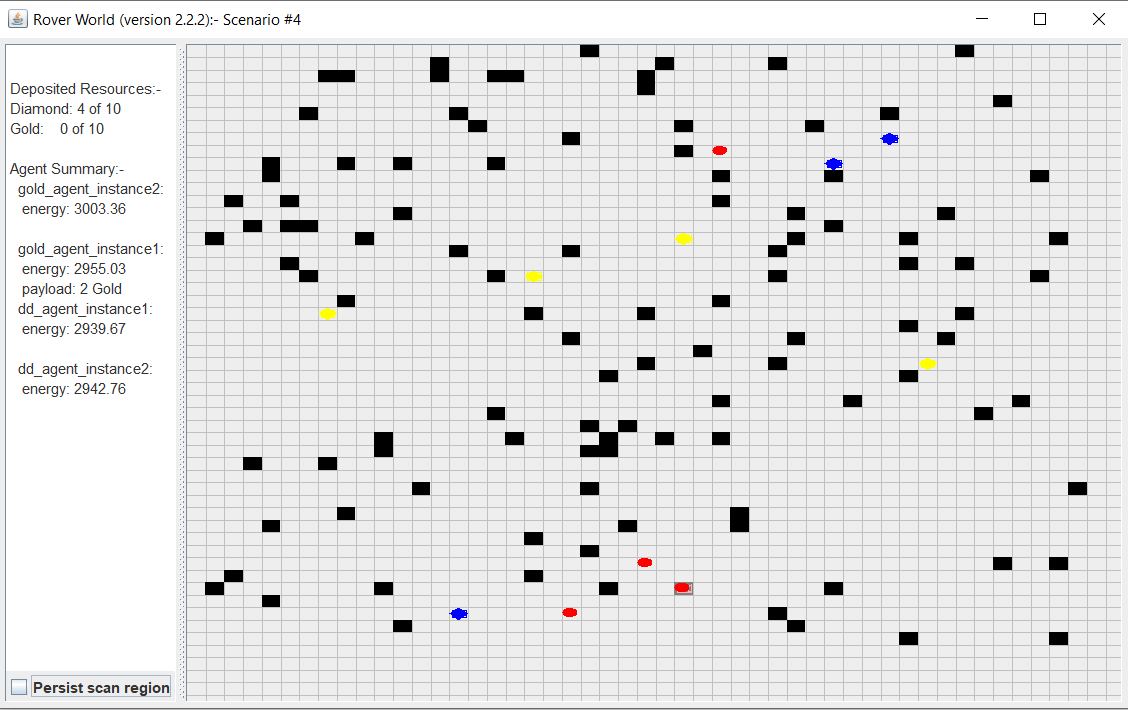 Rover World (version 2.2.2):- Scenario #4
Deposited Resources:-
Diamond: 4 of 10
Gold: 0 of 10
Agent Summary:-
gold_agent_instance2:
energy: 3003.36
gold_agent_instance1:
energy: 2955.03
payload: 2 Gold
dd_agent_instance1:
energy: 2939.67
dd_agent_instance2:
energy: 2942.76
Persist scan region